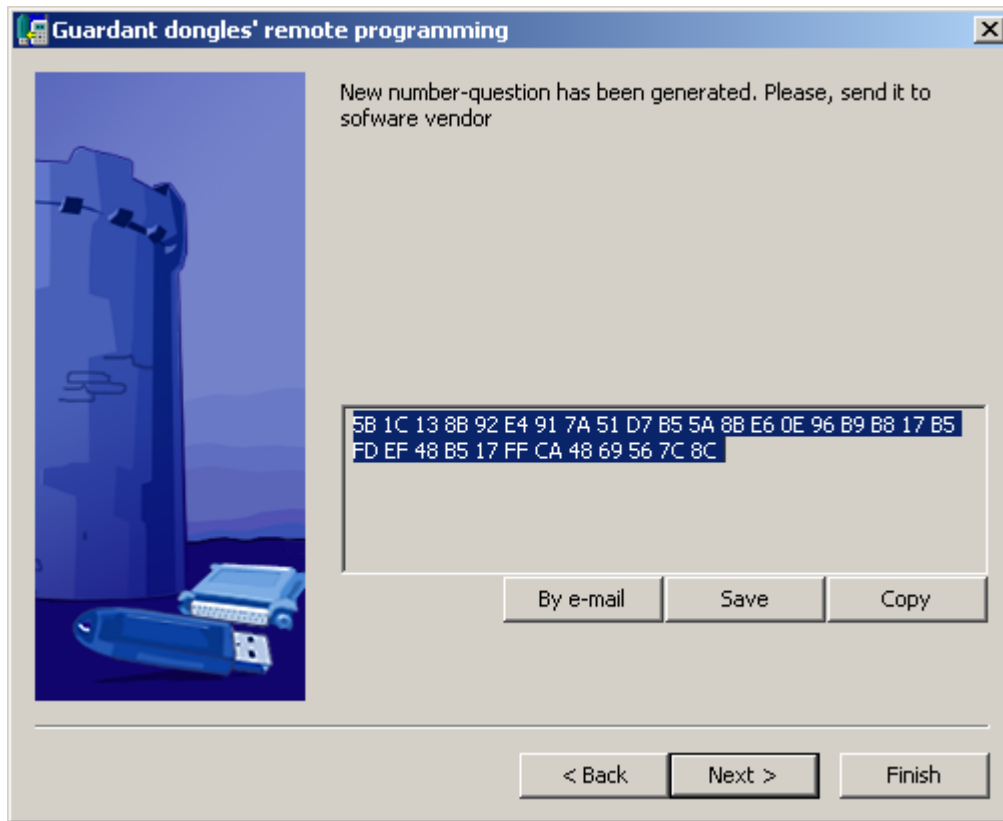 Guardant dongles' remote programming
New number-question has been generated. Please, send it to
sofware vendor
5B 1C 13 8B 92 E4 91 7A 51 D7 B5 5A 8B E6 0E 96 B9 B8 17 B5
FD EF 48 B5 17 FF CA 48 69 56 7C 8C
By e-mail Save Copy
< Back Next > Finish